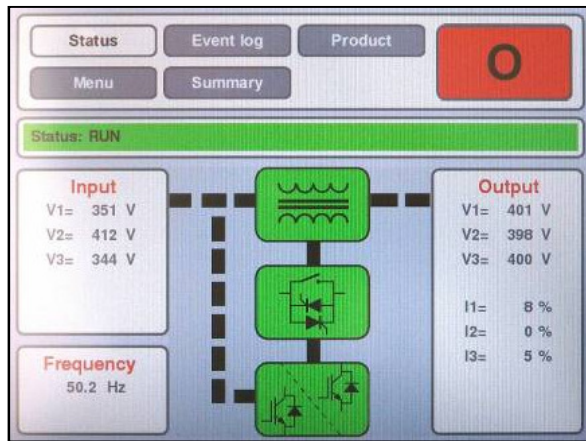 Status Event log Product
O
Menu Summary
Status: RUN
Input
V1= 351 V
V2= 412 V
V3= 344 V
Frequency
50.2 Hz
Output
V1= 401 V
V2= 398 V
V3= 400 V
I1= 8 %
I2= 0 %
I3= 5 %